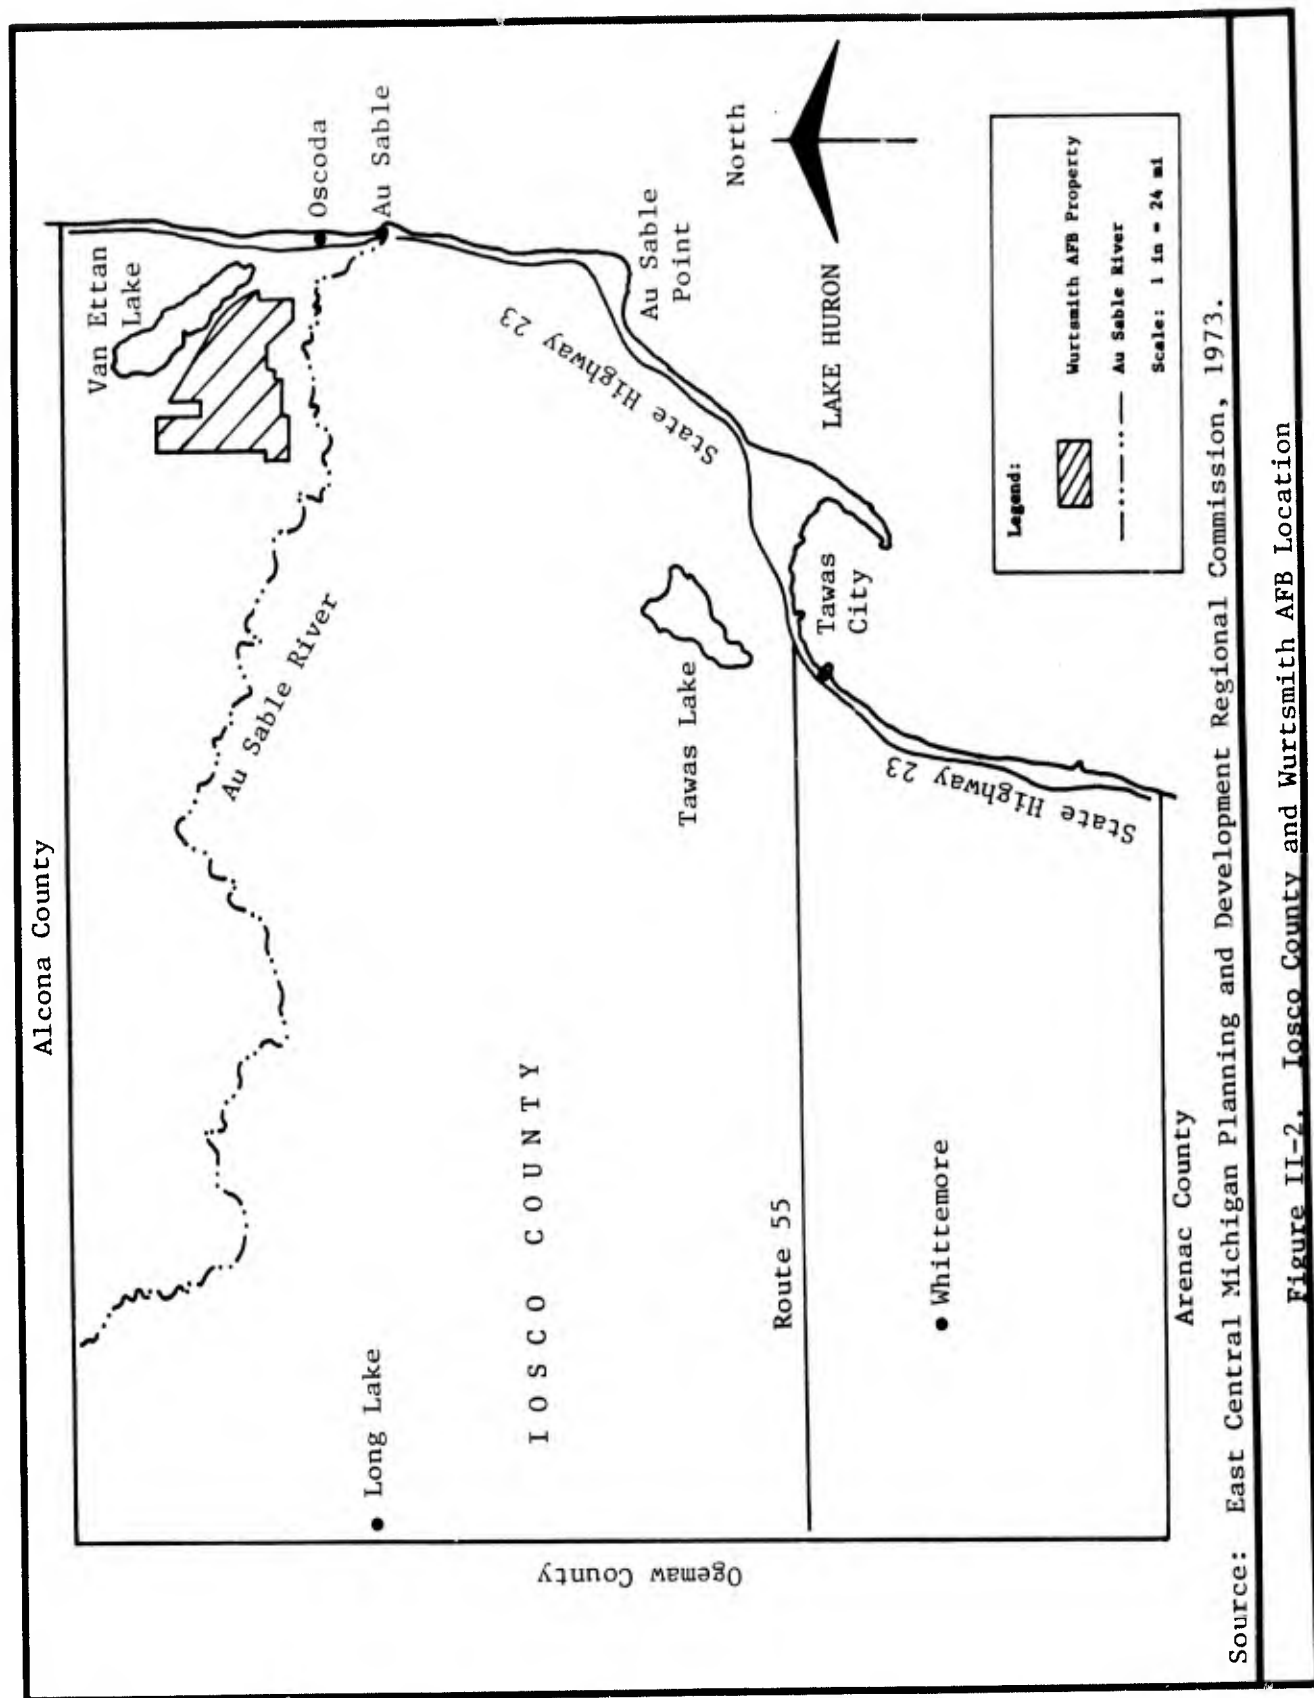 Alcona County
Van Ettan
Lake
Oscoda
Au Sable
Au Sable River
Long Lake
IOSCO COUNTY
State Highway 23
Au Sable
Point
North
Tawas Lake
LAKE HURON
Tawas
City
Route 55
Ogemaw County
State Highway 23
Whittemore
Arenac County
Legend:
Wurtsmith AFB Property
Au Sable River
Scale: 1 in = 24 mi
Source: East Central Michigan Planning and Development Regional Commission, 1973.
Figure II-2. Iosco County and Wurtsmith AFB Location